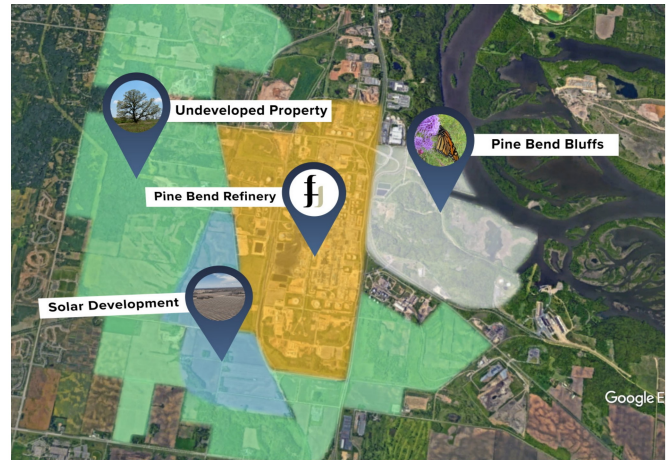 Undeveloped Property
Pine Bend Bluffs
Pine Bend Refinery
Solar Development
Google E